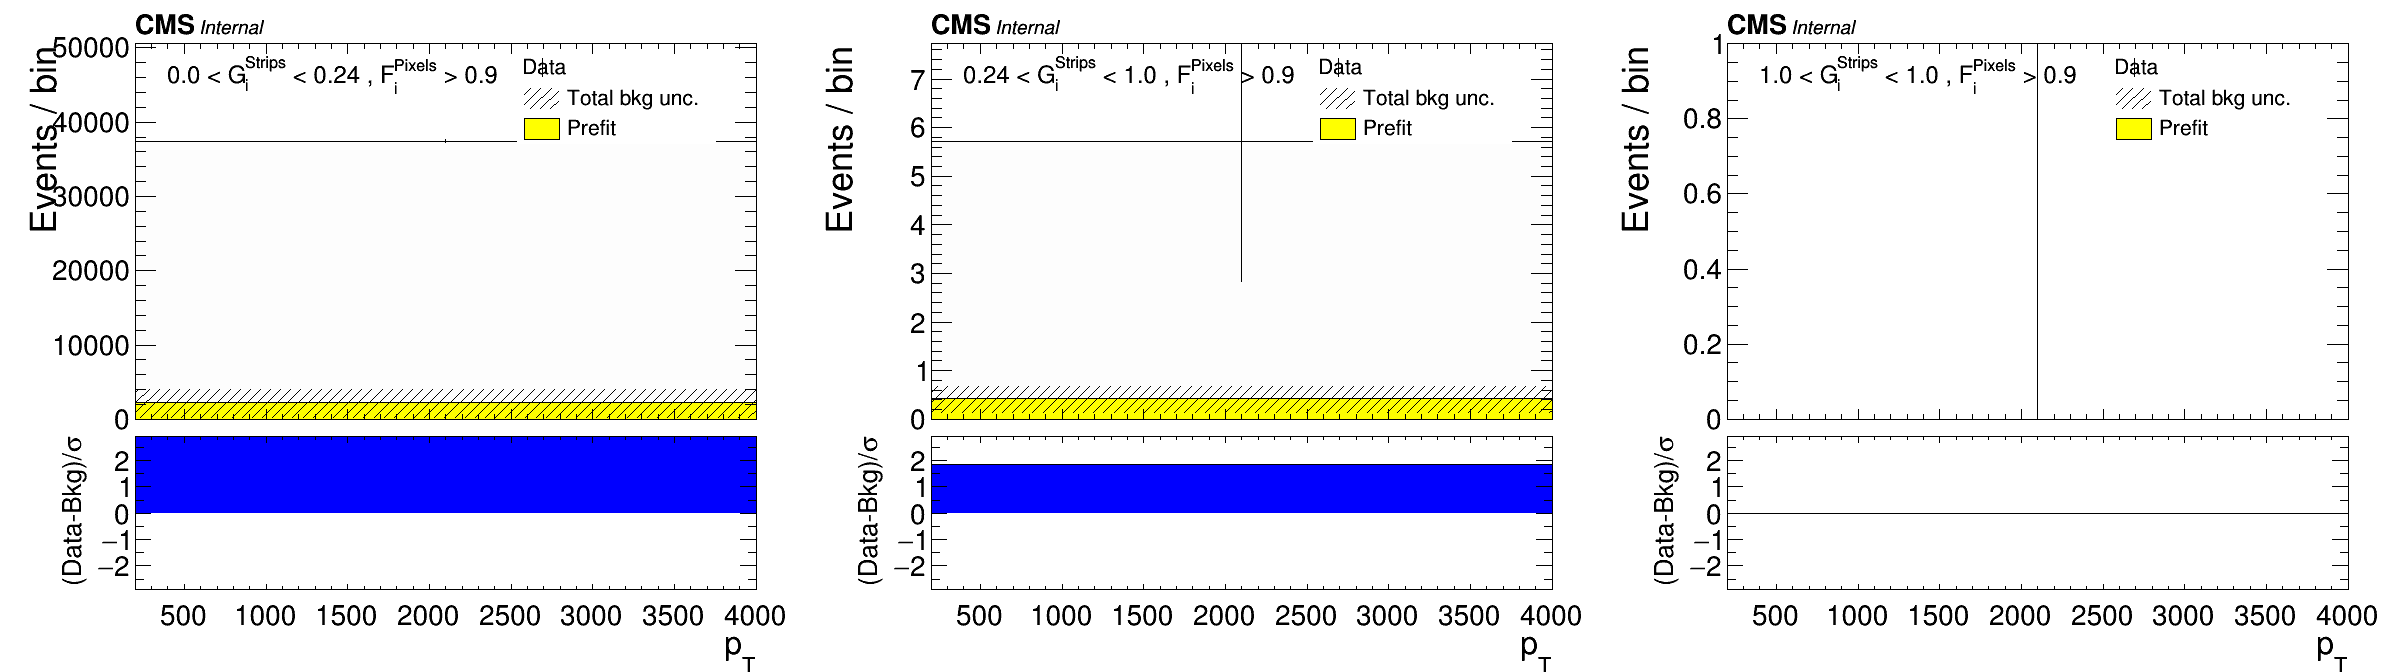 CMS Internal
Events / bin
50000
40000
30000
20000
10000
0
0.0 < G_i^Strips < 0.24 , F_i^Pixels > 0.9
Data
Total bkg unc.
Prefit
(Data-Bkg)/σ
2
1
0
−1
−2
500 1000 1500 2000 2500 3000 3500 4000
p_T
CMS Internal
Events / bin
7
6
5
4
3
2
1
0
0.24 < G_i^Strips < 1.0 , F_i^Pixels > 0.9
Data
Total bkg unc.
Prefit
(Data-Bkg)/σ
2
1
0
−1
−2
500 1000 1500 2000 2500 3000 3500 4000
p_T
CMS Internal
Events / bin
1
0.8
0.6
0.4
0.2
0
1.0 < G_i^Strips < 1.0 , F_i^Pixels > 0.9
Data
Total bkg unc.
Prefit
(Data-Bkg)/σ
2
1
0
−1
−2
500 1000 1500 2000 2500 3000 3500 4000
p_T